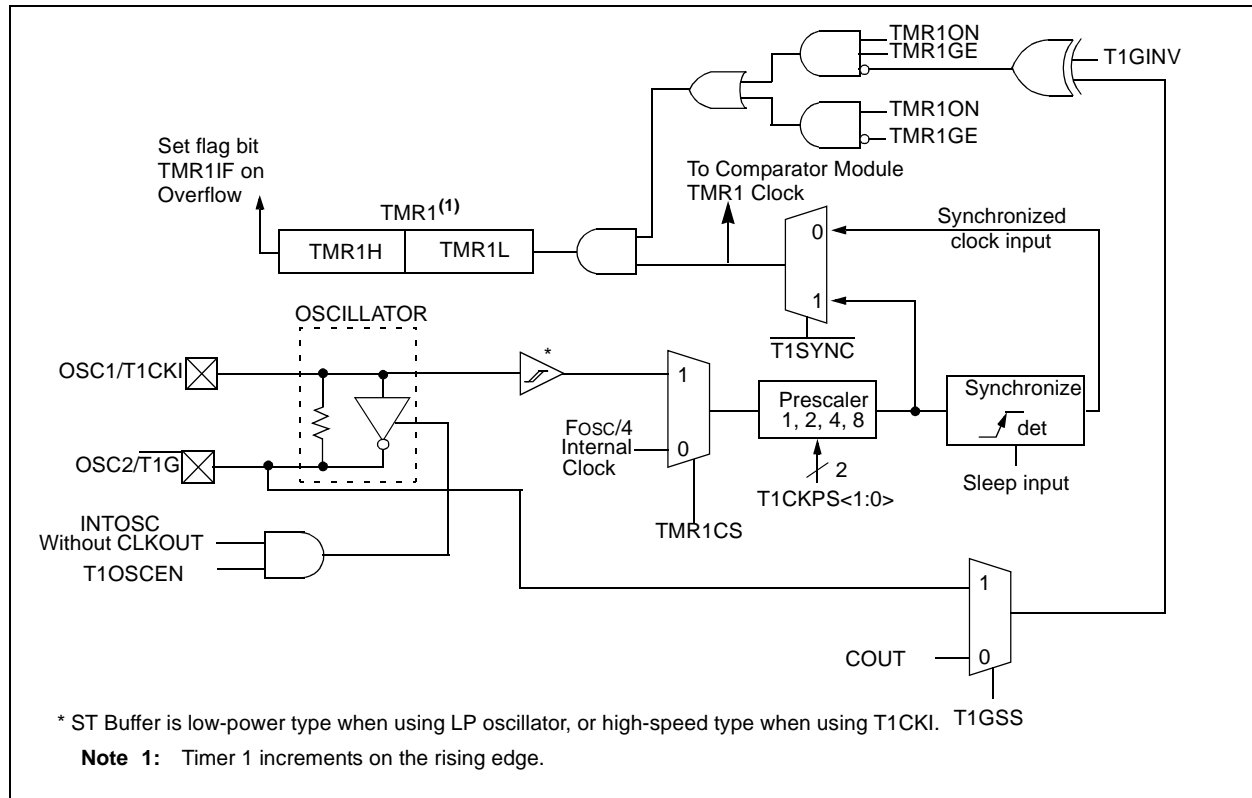 TMR1ON
TMR1GE
T1GINV
TMR1ON
TMR1GE
Set flag bit
TMR1IF on
Overflow
To Comparator Module
TMR1 Clock
TMR1(1)
TMR1H
TMR1L
0
Synchronized
clock input
1
OSCILLATOR
T1SYNC
*
OSC1/T1CKI
1
Prescaler
1, 2, 4, 8
Synchronize
det
FOSC/4
Internal
Clock
0
OSC2/T1G
2
T1CKPS<1:0>
Sleep input
INTOSC
Without CLKOUT
T1OSCEN
TMR1CS
1
COUT
0
T1GSS
* ST Buffer is low-power type when using LP oscillator, or high-speed type when using T1CKI.
Note 1: Timer 1 increments on the rising edge.